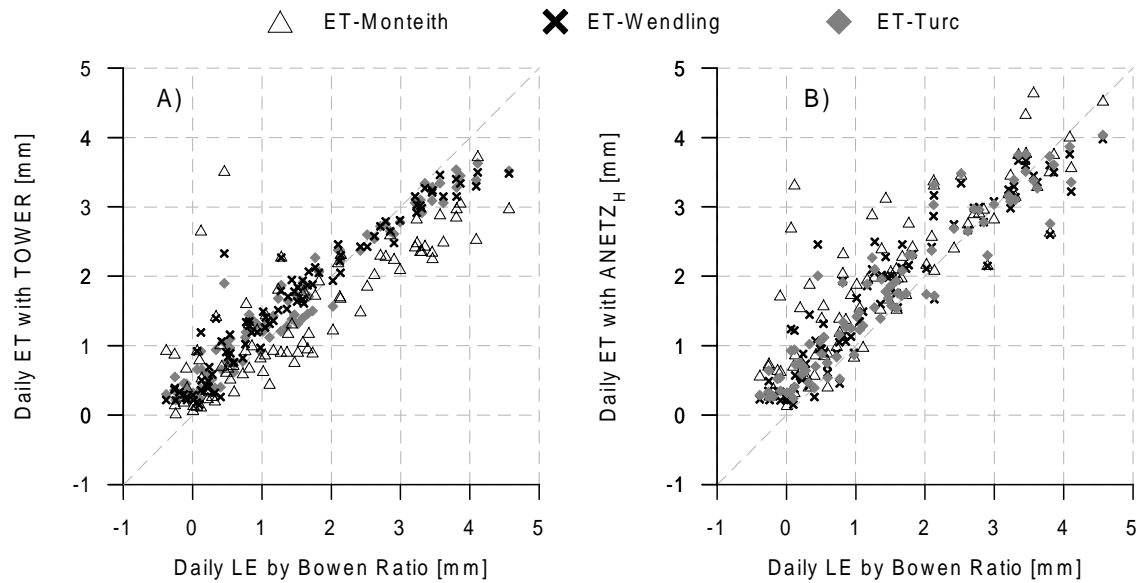 ET-Monteith ET-Wendling ET-Turc
A)
5
4
3
2
1
0
-1
Daily ET with TOWER [mm]
-1 0 1 2 3 4 5
Daily LE by Bowen Ratio [mm]
B)
5
4
3
2
1
0
-1
Daily ET with ANETZH [mm]
-1 0 1 2 3 4 5
Daily LE by Bowen Ratio [mm]